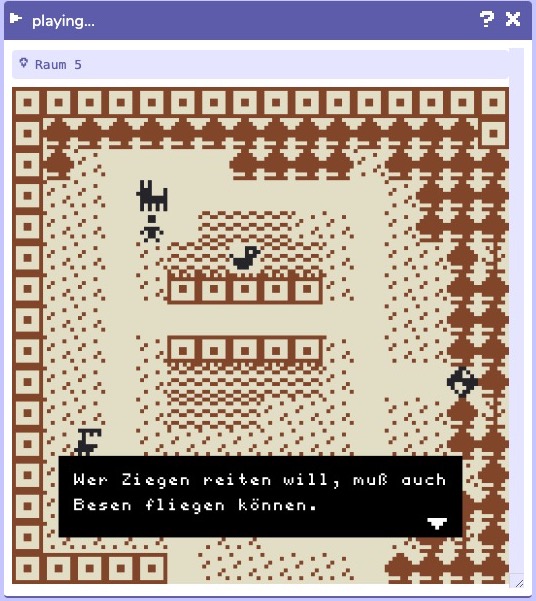 playing...
Raum 5
Wer Ziegen reiten will, muß auch
Besen fliegen können.